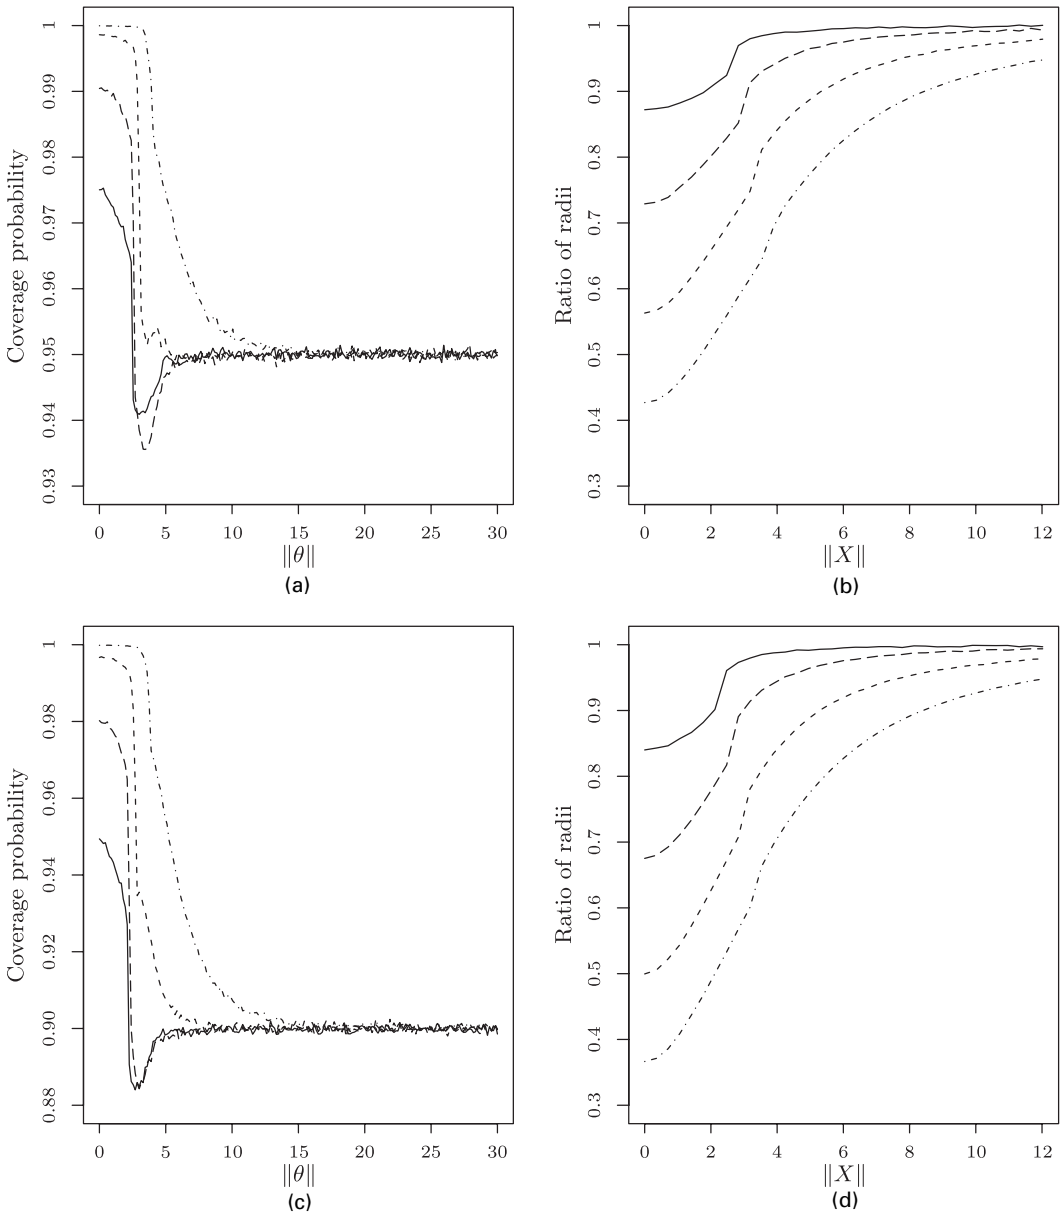 Coverage probability
1
0.99
0.98
0.97
0.96
0.95
0.94
0.93
0 5 10 15 20 25 30
‖θ‖
(a)
Ratio of radii
1
0.9
0.8
0.7
0.6
0.5
0.4
0.3
0 2 4 6 8 10 12
‖X‖
(b)
Coverage probability
1
0.98
0.96
0.94
0.92
0.90
0.88
0 5 10 15 20 25 30
‖θ‖
(c)
Ratio of radii
1
0.9
0.8
0.7
0.6
0.5
0.4
0.3
0 2 4 6 8 10 12
‖X‖
(d)